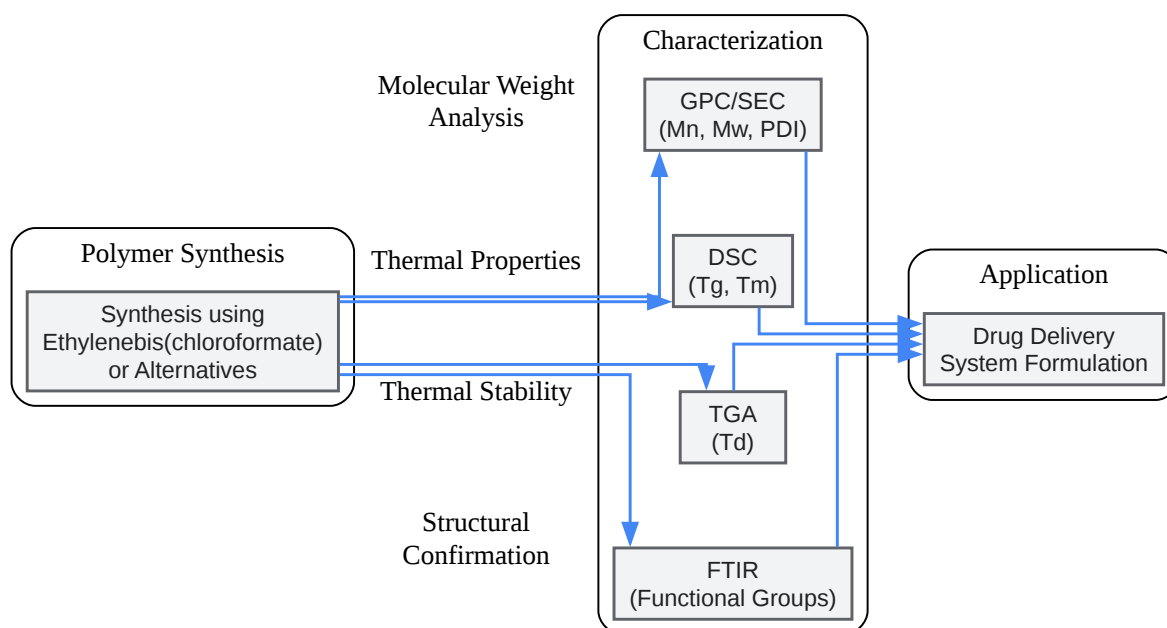 Characterization
Molecular Weight
Analysis
GPC/SEC
(Mn, Mw, PDI)
Polymer Synthesis
Synthesis using
Ethylenebis(chloroformate)
or Alternatives
Thermal Properties
DSC
(Tg, Tm)
Thermal Stability
TGA
(Td)
Structural
Confirmation
FTIR
(Functional Groups)
Application
Drug Delivery
System Formulation